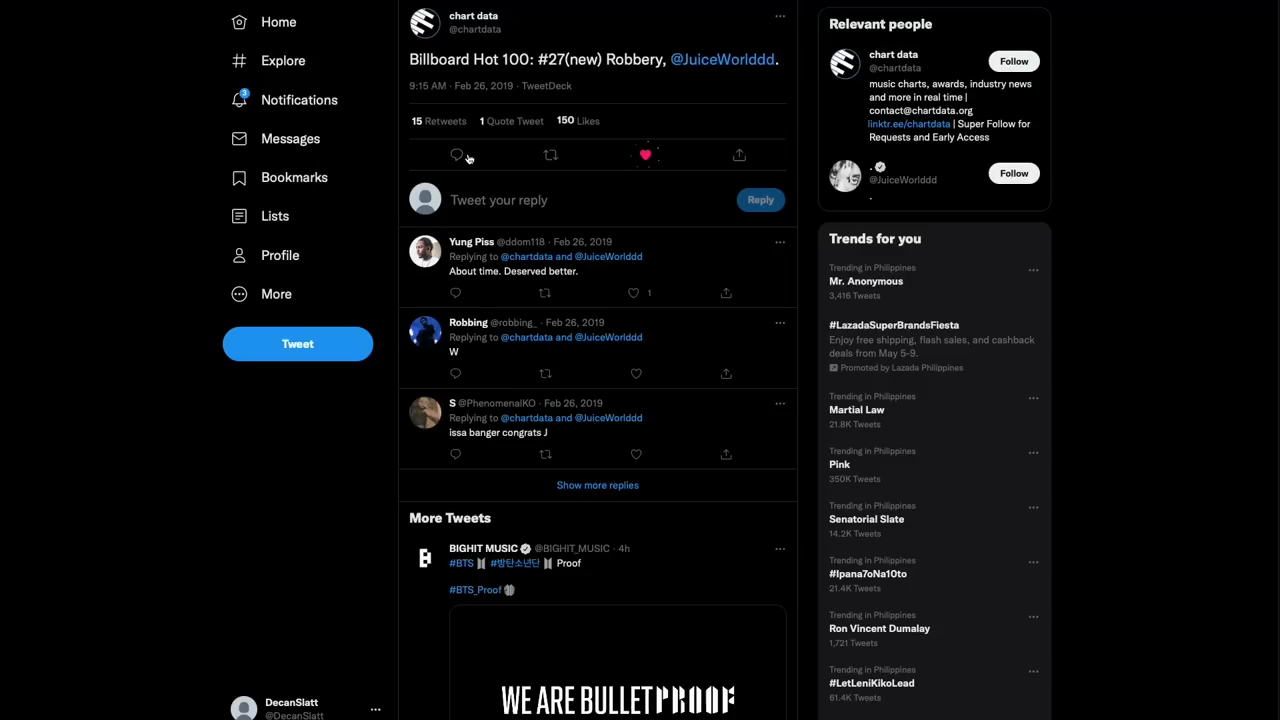 Home
Explore
3
Notifications
Messages
Bookmarks
Lists
Profile
More
Tweet
DecanSlatt
@DecanSlatt
chart data
@chartdata
Billboard Hot 100: #27(new) Robbery, @JuiceWorlddd.
9:15 AM · Feb 26, 2019 · TweetDeck
15 Retweets 1 Quote Tweet 150 Likes
Tweet your reply
Reply
Yung Piss @ddom118 · Feb 26, 2019
Replying to @chartdata and @JuiceWorlddd
About time. Deserved better.
1
Robbing @robbing_ · Feb 26, 2019
Replying to @chartdata and @JuiceWorlddd
W
S @PhenomenalKO · Feb 26, 2019
Replying to @chartdata and @JuiceWorlddd
issa banger congrats J
Show more replies
More Tweets
BIGHIT MUSIC @BIGHIT_MUSIC · 4h
#BTS #방탄소년단 Proof
#BTS_Proof
WE ARE BULLETPROOF
Relevant people
chart data
@chartdata
Follow
music charts, awards, industry news
and more in real time |
contact@chartdata.org
linktr.ee/chartdata | Super Follow for
Requests and Early Access
.
@JuiceWorlddd
Follow
.
Trends for you
Trending in Philippines
Mr. Anonymous
3,416 Tweets
#LazadaSuperBrandsFiesta
Enjoy free shipping, flash sales, and cashback
deals from May 5-9.
Promoted by Lazada Philippines
Trending in Philippines
Martial Law
21.8K Tweets
Trending in Philippines
Pink
350K Tweets
Trending in Philippines
Senatorial Slate
14.2K Tweets
Trending in Philippines
#Ipana7oNa10to
21.4K Tweets
Trending in Philippines
Ron Vincent Dumalay
1,721 Tweets
Trending in Philippines
#LetLeniKikoLead
61.4K Tweets